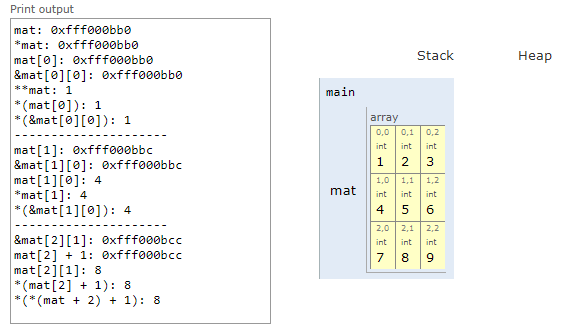 Print output
mat: 0xfff000bb0
*mat: 0xfff000bb0
mat[0]: 0xfff000bb0
&mat[0][0]: 0xfff000bb0
**mat: 1
*(mat[0]): 1
*(&mat[0][0]): 1
---------------------
mat[1]: 0xfff000bbc
&mat[1][0]: 0xfff000bbc
mat[1][0]: 4
*mat[1]: 4
*(&mat[1][0]): 4
---------------------
&mat[2][1]: 0xfff000bcc
mat[2] + 1: 0xfff000bcc
mat[2][1]: 8
*(mat[2] + 1): 8
*(*(mat + 2) + 1): 8
Stack Heap
main
array
mat
0,0 0,1 0,2
int int int
1 2 3
1,0 1,1 1,2
int int int
4 5 6
2,0 2,1 2,2
int int int
7 8 9